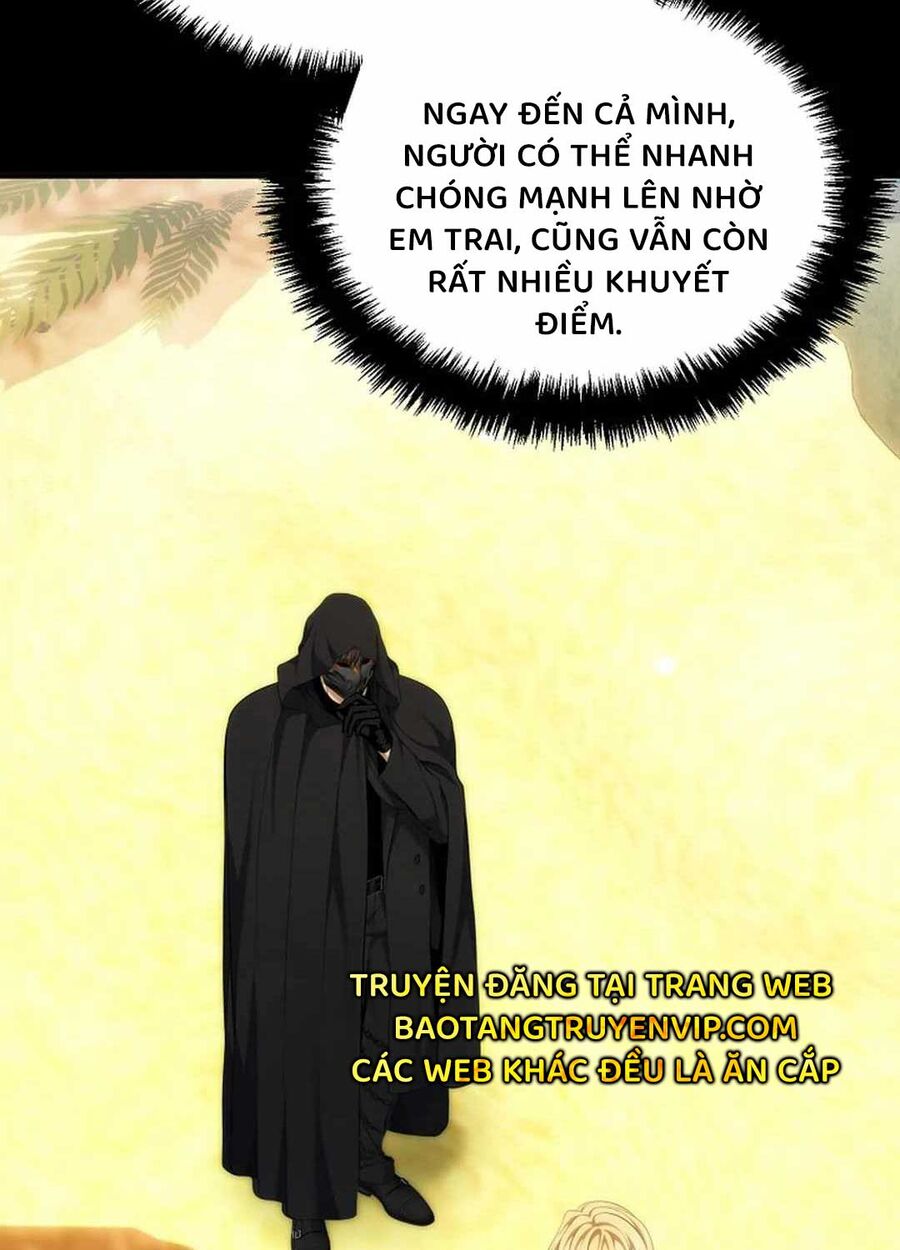 NGAY ĐẾN CẢ MÌNH,
NGƯỜI CÓ THỂ NHANH
CHÓNG MẠNH LÊN NHỜ
EM TRAI, CŨNG VẪN CÒN
RẤT NHIỀU KHUYẾT
ĐIỂM.
TRUYỆN ĐĂNG TẠI TRANG WEB
BAOTANGTRUYENVIP.COM
CÁC WEB KHÁC ĐỀU LÀ ĂN CẮP